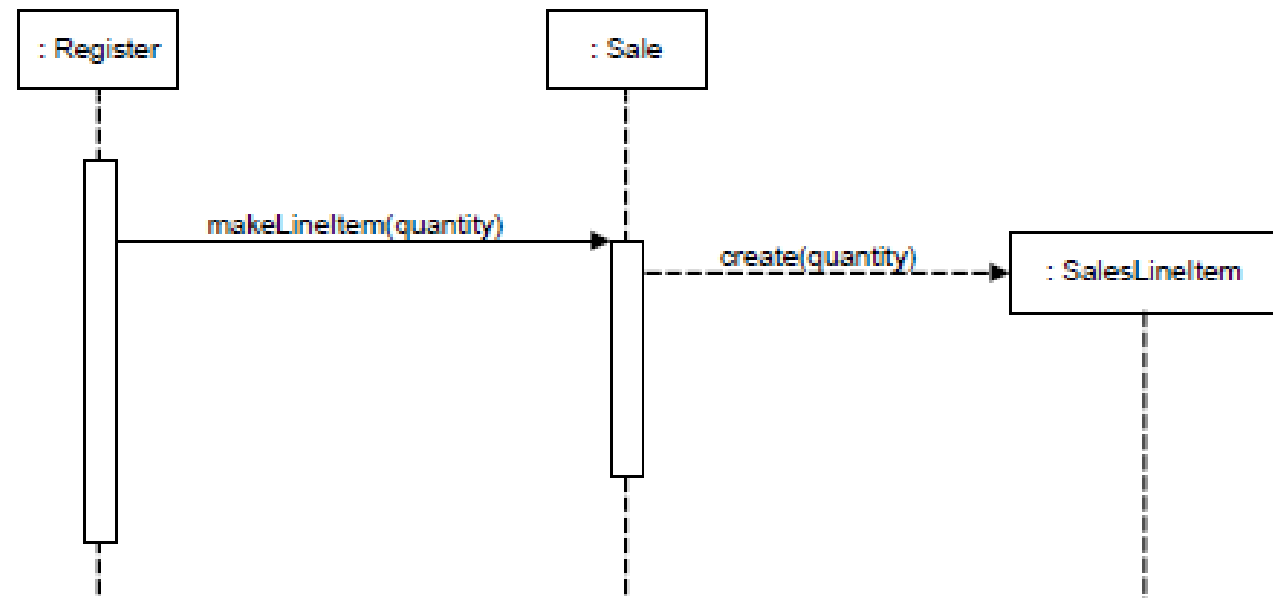 : Register
: Sale
makeLineItem(quantity)
create(quantity)
: SalesLineItem